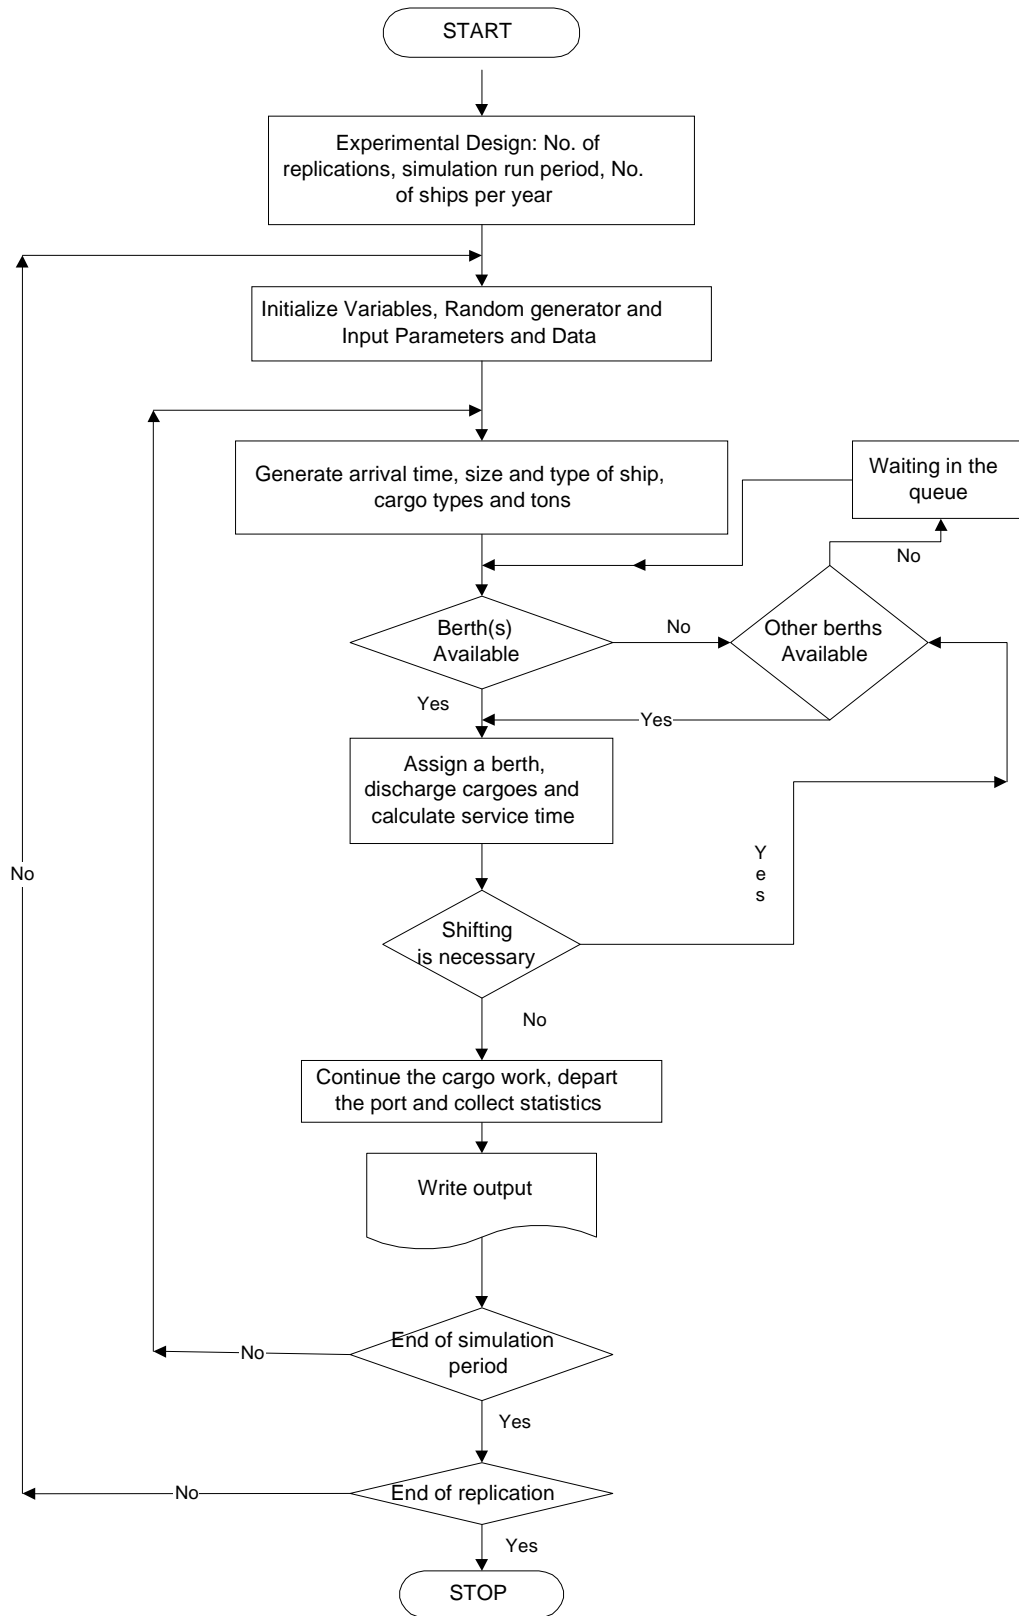 START
Experimental Design: No. of
replications, simulation run period, No.
of ships per year
Initialize Variables, Random generator and
Input Parameters and Data
Generate arrival time, size and type of ship,
cargo types and tons
Waiting in the
queue
No
Berth(s)
Available
No
Other berths
Available
Yes
Yes
Assign a berth,
discharge cargoes and
calculate service time
No
Y
e
s
Shifting
is necessary
No
Continue the cargo work, depart
the port and collect statistics
Write output
End of simulation
period
No
Yes
End of replication
No
Yes
STOP